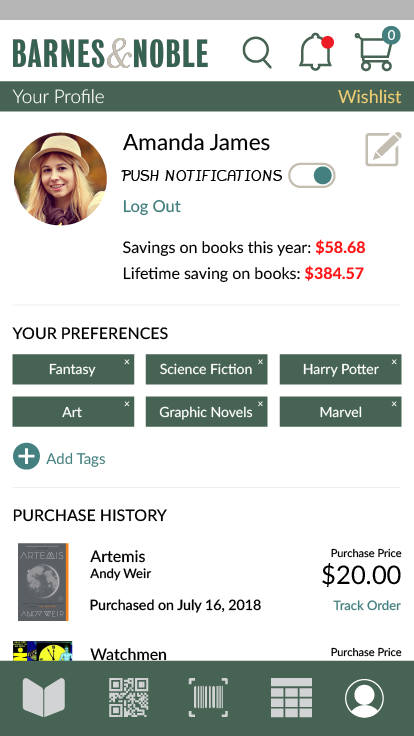 BARNES&NOBLE
0
Your Profile
Wishlist
Amanda James
PUSH NOTIFICATIONS
Log Out
Savings on books this year: $58.68
Lifetime saving on books: $384.57
YOUR PREFERENCES
Fantasy ×
Science Fiction ×
Harry Potter ×
Art ×
Graphic Novels ×
Marvel ×
Add Tags
PURCHASE HISTORY
ARTEMIS
ANDY WEIR
Artemis
Andy Weir
Purchased on July 16, 2018
Purchase Price
$20.00
Track Order
Watchmen
Purchase Price